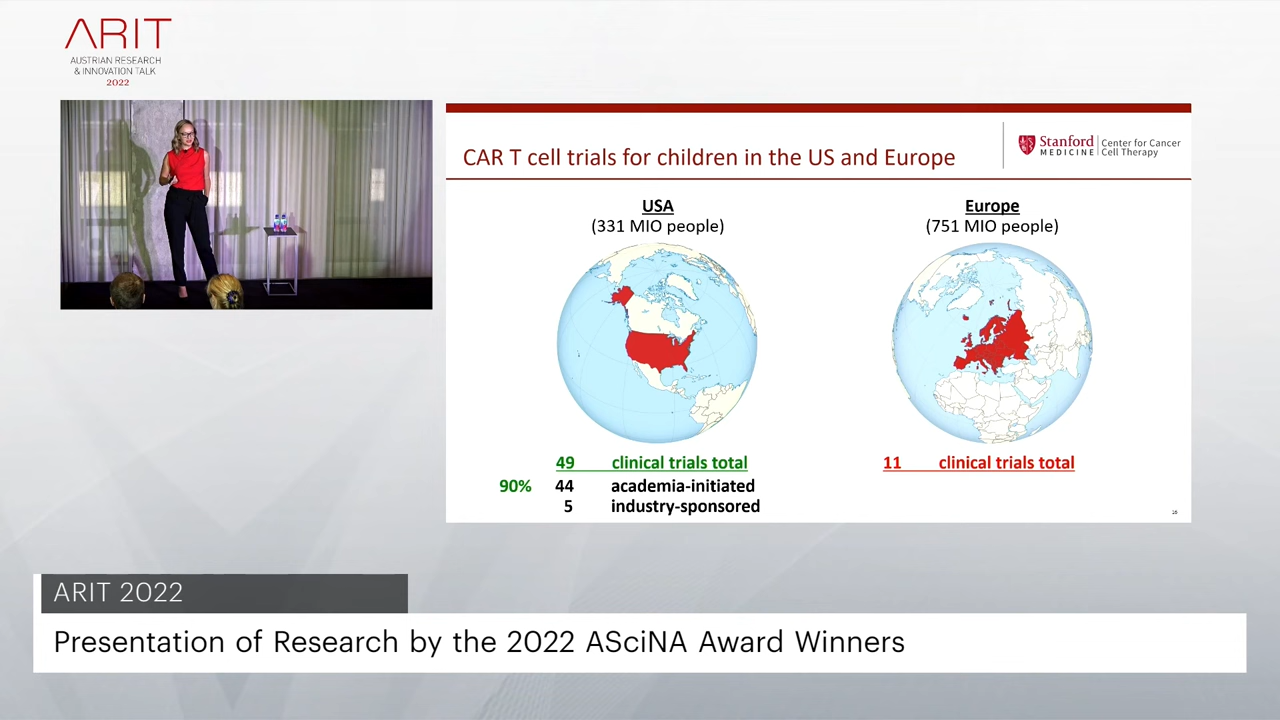 ARIT
AUSTRIAN RESEARCH
& INNOVATION TALK
2022
CAR T cell trials for children in the US and Europe
Stanford
MEDICINE
Center for Cancer
Cell Therapy
USA
(331 MIO people)
Europe
(751 MIO people)
49 clinical trials total
90% 44 academia-initiated
5 industry-sponsored
11 clinical trials total
16
ARIT 2022
Presentation of Research by the 2022 ASciNA Award Winners